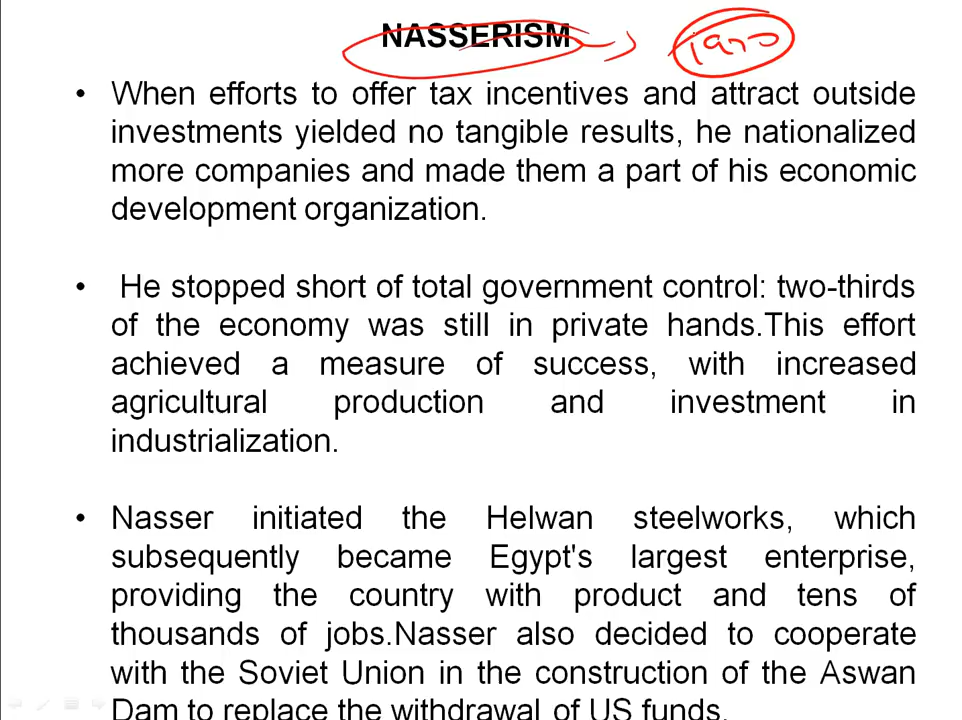 NASSERISM 1970
• When efforts to offer tax incentives and attract outside
investments yielded no tangible results, he nationalized
more companies and made them a part of his economic
development organization.
• He stopped short of total government control: two-thirds
of the economy was still in private hands.This effort
achieved a measure of success, with increased
agricultural production and investment in
industrialization.
• Nasser initiated the Helwan steelworks, which
subsequently became Egypt's largest enterprise,
providing the country with product and tens of
thousands of jobs.Nasser also decided to cooperate
with the Soviet Union in the construction of the Aswan
Dam to replace the withdrawal of US funds.